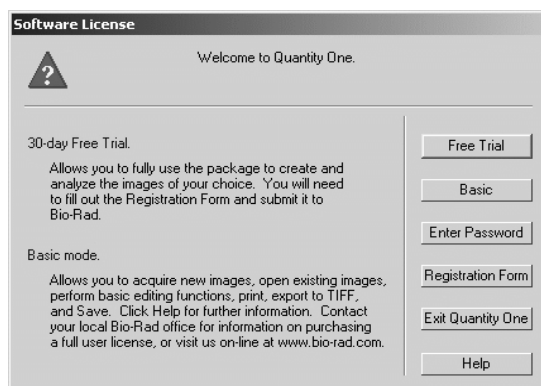 Software License
?
Welcome to Quantity One.
30-day Free Trial.
Allows you to fully use the package to create and
analyze the images of your choice. You will need
to fill out the Registration Form and submit it to
Bio-Rad.
Basic mode.
Allows you to acquire new images, open existing images,
perform basic editing functions, print, export to TIFF,
and Save. Click Help for further information. Contact
your local Bio-Rad office for information on purchasing
a full user license, or visit us on-line at www.bio-rad.com.
Free Trial
Basic
Enter Password
Registration Form
Exit Quantity One
Help